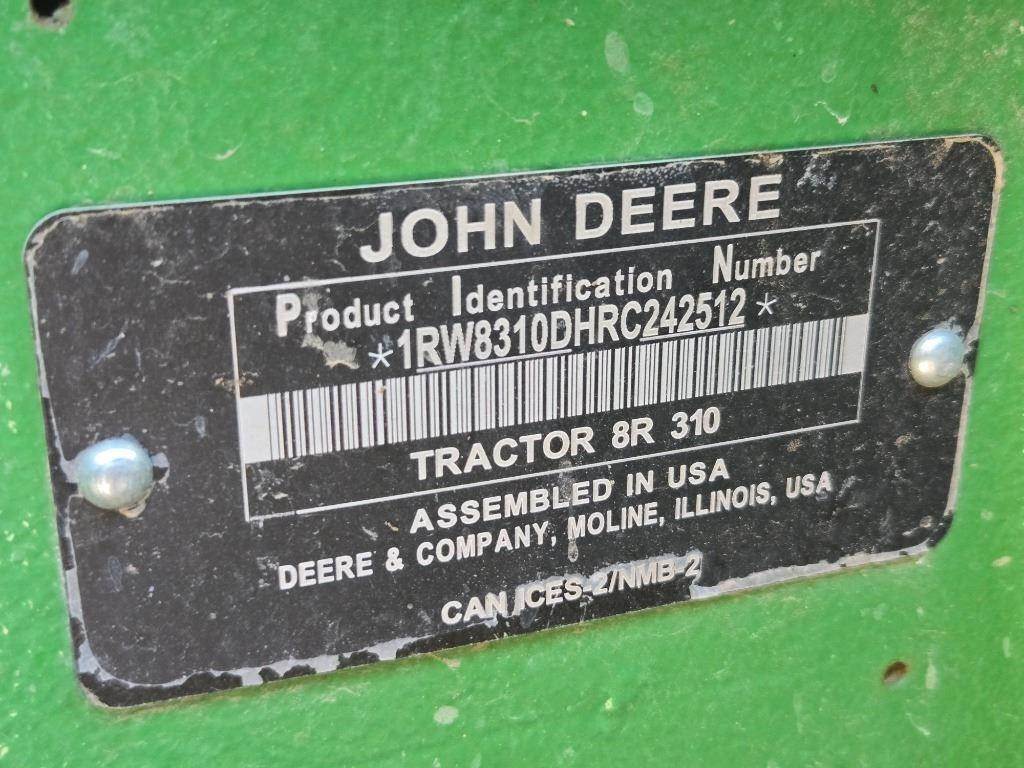 JOHN DEERE
Product Identification Number
*1RW8310DHRC242512*
TRACTOR 8R 310
ASSEMBLED IN USA
DEERE & COMPANY, MOLINE, ILLINOIS, USA
CAN ICES-2/NMB-2